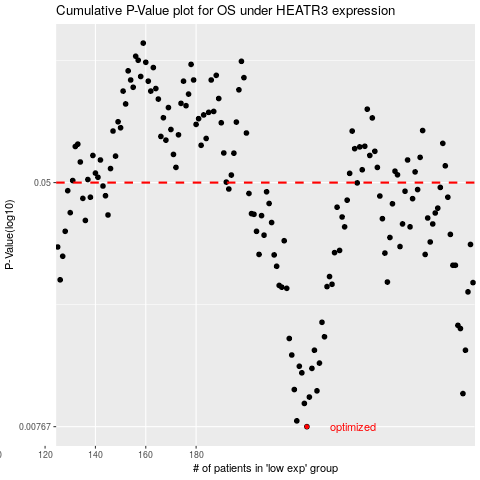 Cumulative P-Value plot for OS under HEATR3 expression
P-Value(log10)
0.05
0.00767
optimized
0 120 140 160 180
# of patients in 'low exp' group